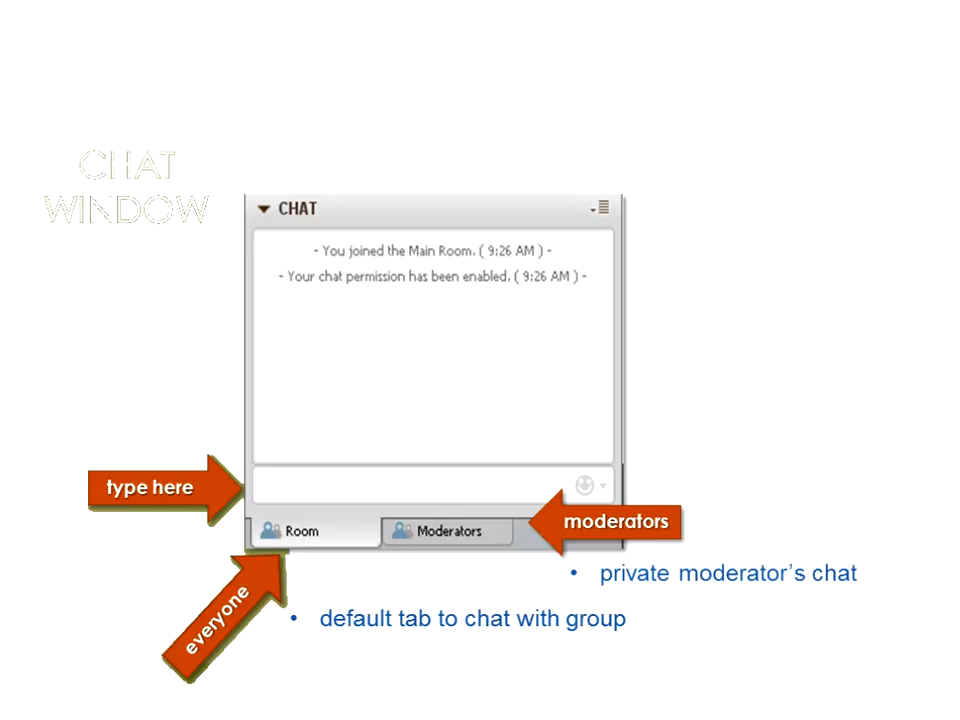 CHAT
WINDOW
CHAT
- You joined the Main Room. ( 9:26 AM ) -
- Your chat permission has been enabled. ( 9:26 AM ) -
type here
Room
Moderators
moderators
• private moderator’s chat
everyone
• default tab to chat with group